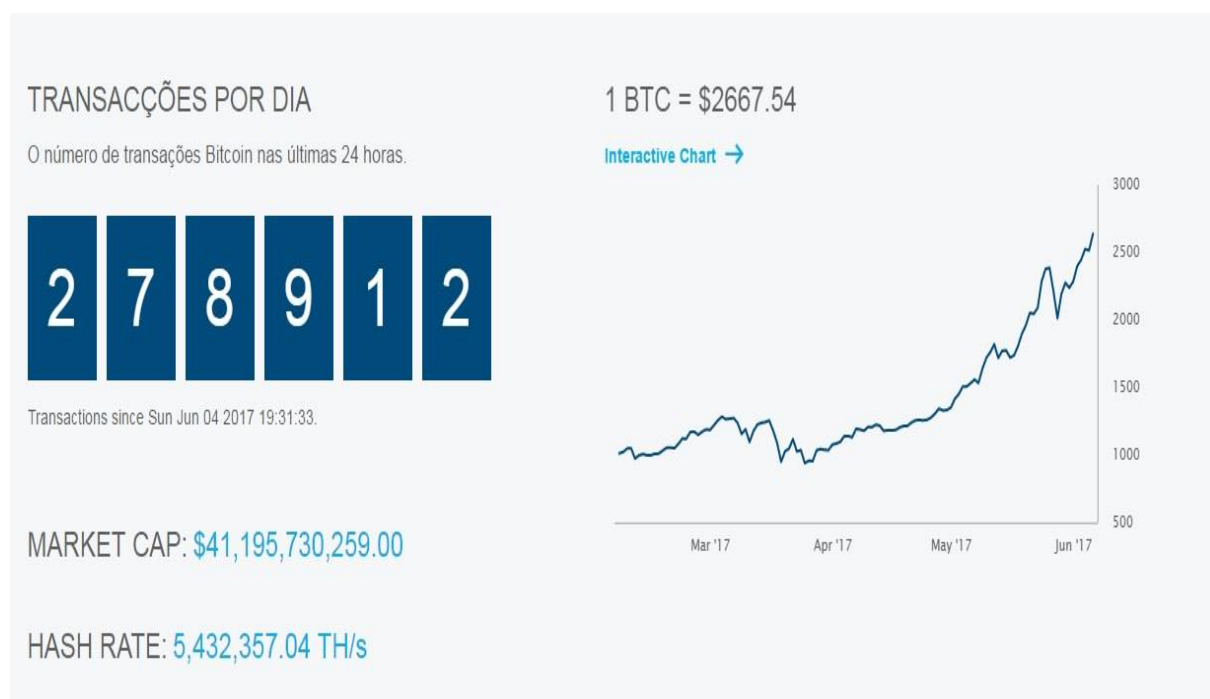 TRANSACÇÕES POR DIA
O número de transações Bitcoin nas últimas 24 horas.
2 7 8 9 1 2
Transactions since Sun Jun 04 2017 19:31:33.
MARKET CAP: $41,195,730,259.00
HASH RATE: 5,432,357.04 TH/s
1 BTC = $2667.54
Interactive Chart →
3000
2500
2000
1500
1000
500
Mar '17 Apr '17 May '17 Jun '17